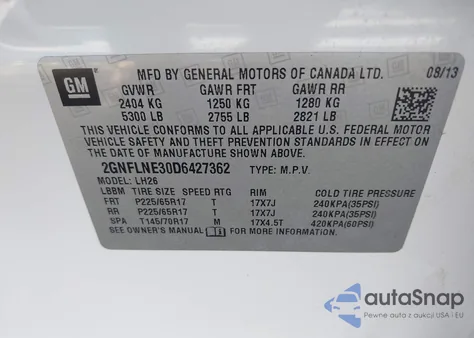 GM
MFD BY GENERAL MOTORS OF CANADA LTD. 08/13
GVWR GAWR FRT GAWR RR
2404 KG 1250 KG 1280 KG
5300 LB 2755 LB 2821 LB
THIS VEHICLE CONFORMS TO ALL APPLICABLE U.S. FEDERAL MOTOR
VEHICLE SAFETY AND THEFT PREVENTION STANDARDS IN EFFECT ON THE
DATE OF MANUFACTURE SHOWN ABOVE.
2GNFLNE30D6427362 TYPE: M.P.V.
MODEL: LH26
LBBM TIRE SIZE SPEED RTG RIM COLD TIRE PRESSURE
FRT P225/65R17 T 17X7J 240KPA(35PSI)
RR P225/65R17 T 17X7J 240KPA(35PSI)
SPA T145/70R17 M 17X4.5T 420KPA(60PSI)
SEE OWNER'S MANUAL FOR MORE INFORMATION
autoSnap
Pewne auta z aukcji USA i EU